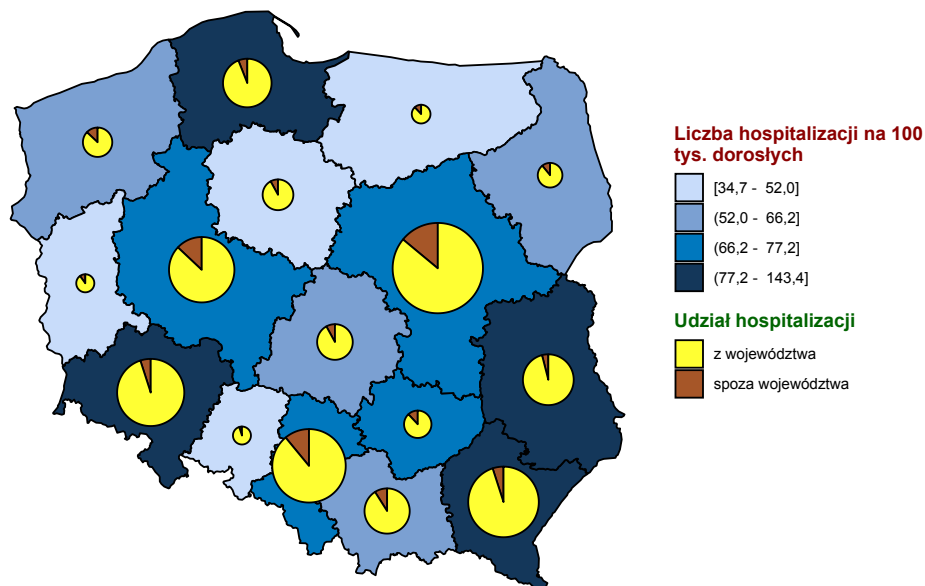 Liczba hospitalizacji na 100
tys. dorosłych
[34,7 - 52,0]
(52,0 - 66,2]
(66,2 - 77,2]
(77,2 - 143,4]
Udział hospitalizacji
z województwa
spoza województwa